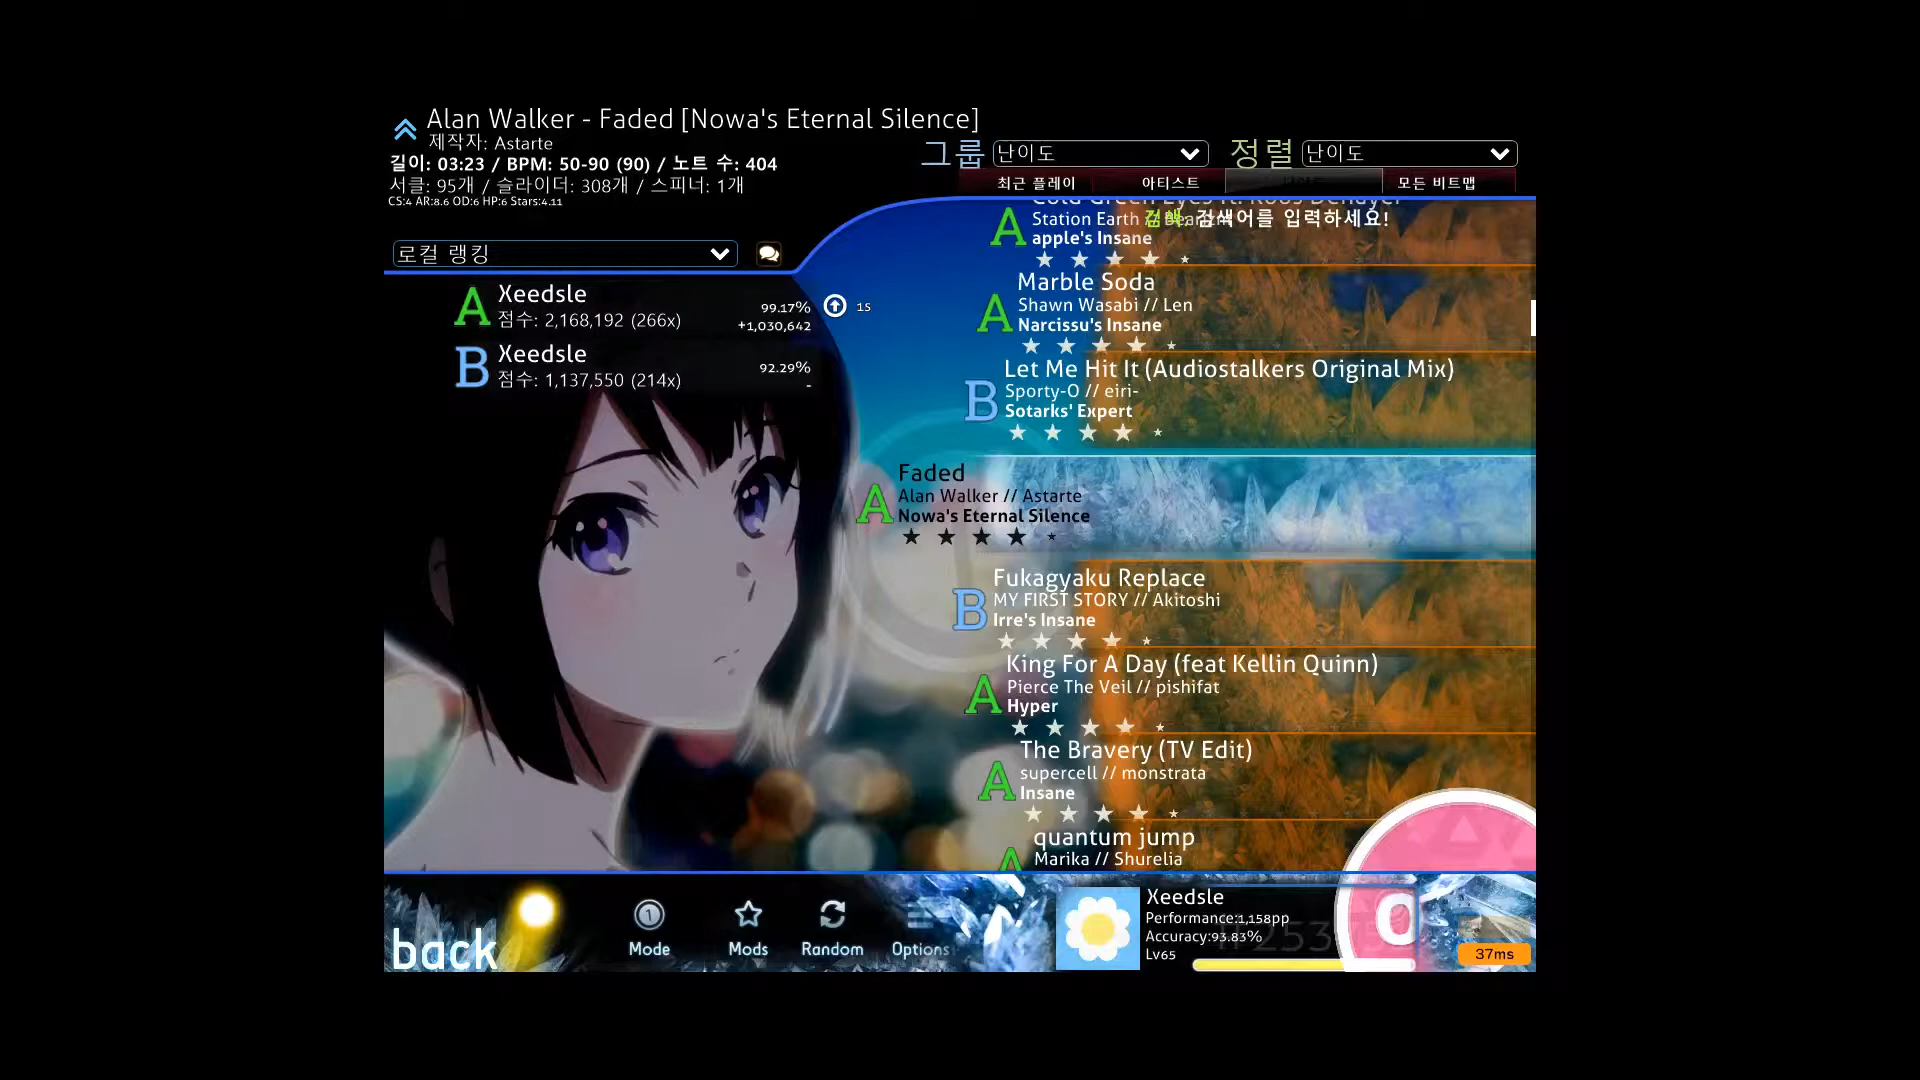 Alan Walker - Faded [Nowa's Eternal Silence]
제작자: Astarte
길이: 03:23 / BPM: 50-90 (90) / 노트 수: 404
서클: 95개 / 슬라이더: 308개 / 스피너: 1개
CS:4 AR:8.6 OD:6 HP:6 Stars:4.11
그룹 난이도
정렬 난이도
최근 플레이
아티스트
모든 비트맵
로컬 랭킹
A Xeedsle
점수: 2,168,192 (266x)
99.17%
+1,030,642
15
B Xeedsle
점수: 1,137,550 (214x)
92.29%
-
검색: 검색어를 입력하세요!
A
Station Earth //
apple's Insane
Marble Soda
A Shawn Wasabi // Len
Narcissu's Insane
Let Me Hit It (Audiostalkers Original Mix)
B Sporty-O // eiri-
Sotarks' Expert
Faded
A Alan Walker // Astarte
Nowa's Eternal Silence
Fukagyaku Replace
B MY FIRST STORY // Akitoshi
Irre's Insane
King For A Day (feat Kellin Quinn)
A Pierce The Veil // pishifat
Hyper
The Bravery (TV Edit)
A supercell // monstrata
Insane
quantum jump
A Marika // Shurelia
back
1
Mode
Mods
Random
Options
Xeedsle
Performance:1,158pp
Accuracy:93.83%
Lv65
37ms